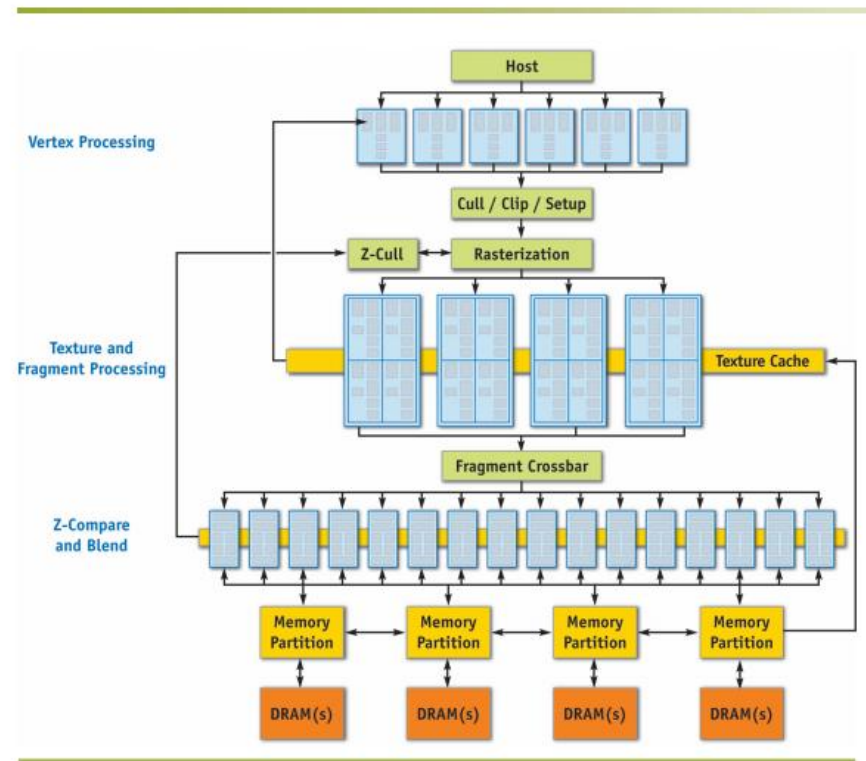 Host
Vertex Processing
Cull / Clip / Setup
Z-Cull
Rasterization
Texture and
Fragment Processing
Texture Cache
Fragment Crossbar
Z-Compare
and Blend
Memory
Partition
Memory
Partition
Memory
Partition
Memory
Partition
DRAM(s)
DRAM(s)
DRAM(s)
DRAM(s)